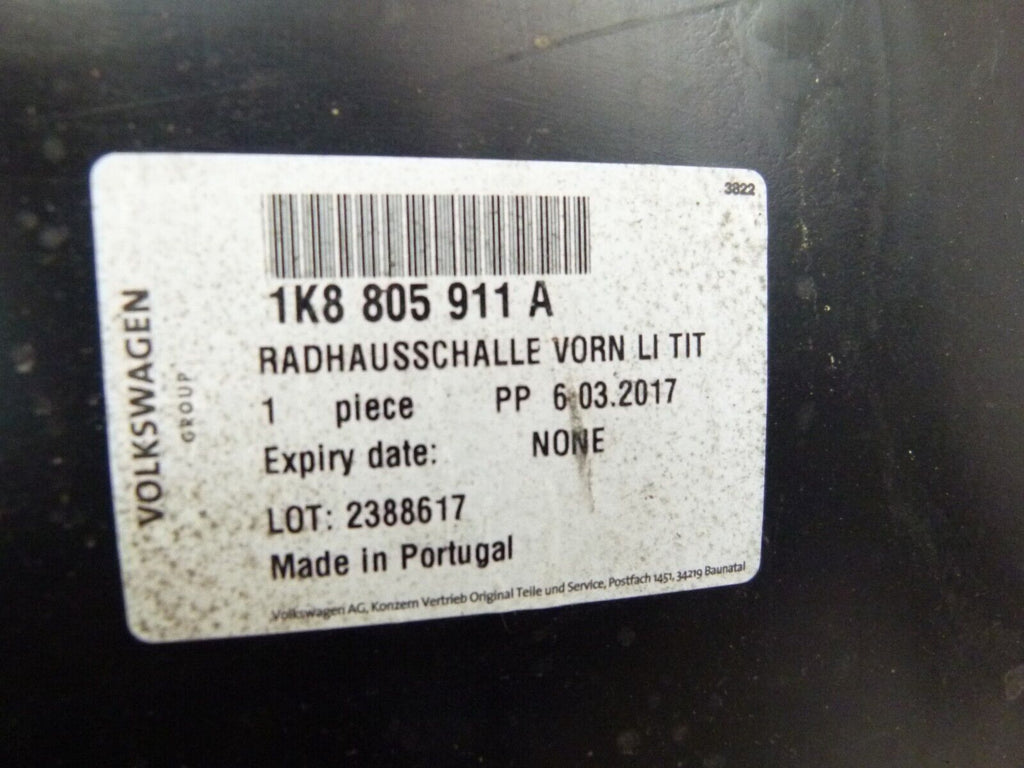 3822
VOLKSWAGEN
GROUP
1K8 805 911 A
RADHAUSSCHALLE VORN LI TIT
1 piece PP 6.03.2017
Expiry date: NONE
LOT: 2388617
Made in Portugal
Volkswagen AG, Konzern Vertrieb Original Teile und Service, Postfach 1451, 34219 Baunatal